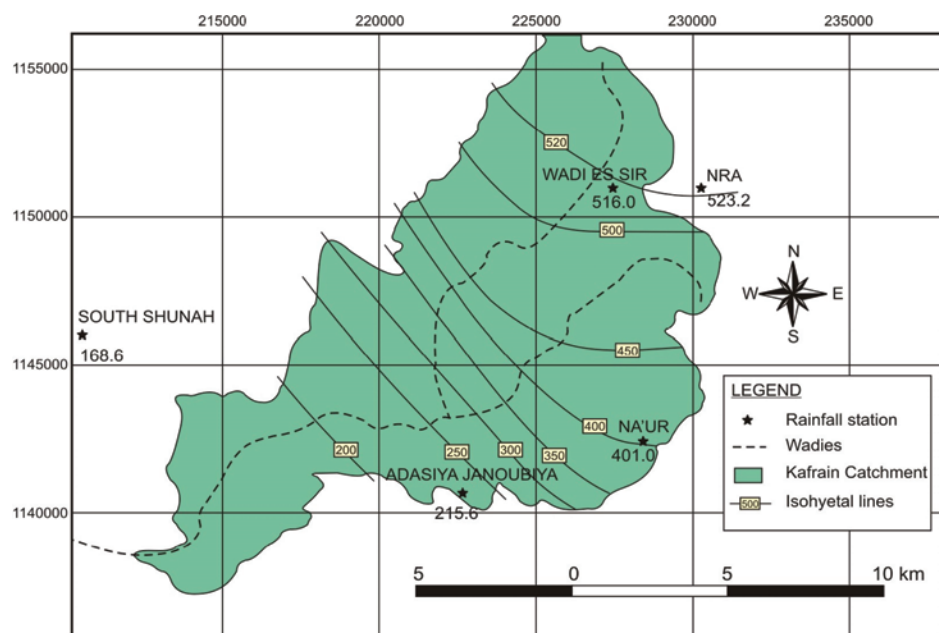 215000 220000 225000 230000 235000
1155000
520
WADI ES SIR
516.0
NRA
523.2
1150000
500
N
W E
S
SOUTH SHUNAH
168.6
450
1145000
LEGEND
Rainfall station
Wadies
Kafrain Catchment
500 Isohyetal lines
400
NA'UR
401.0
200
250
300
350
ADASIYA JANOUBIYA
215.6
1140000
5 0 5 10 km